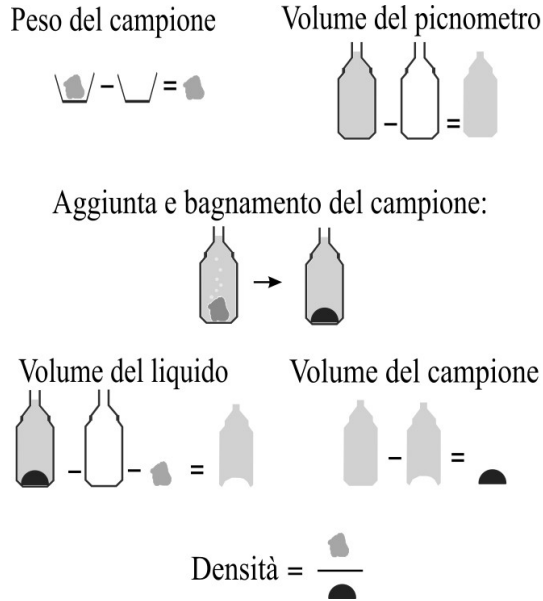 Peso del campione
Volume del picnometro
Aggiunta e bagnamento del campione:
Volume del liquido
Volume del campione
Densità =